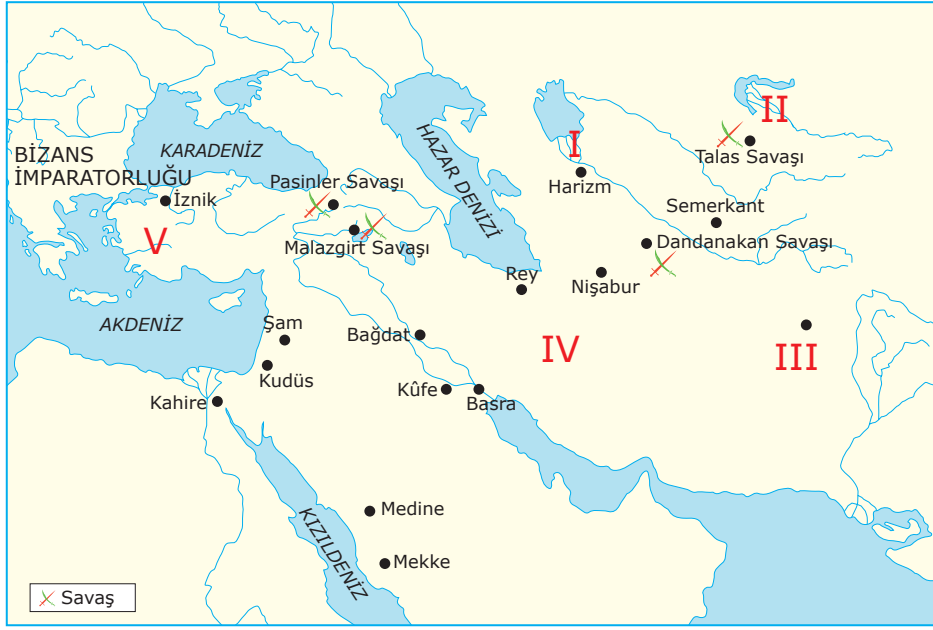 I
II
Talas Savaşı
HAZAR DENİZİ
KARADENİZ
BİZANS
İMPARATORLUĞU
Harizm
Pasinler Savaşı
İznik
Semerkant
V
Malazgirt Savaşı
Dandanakan Savaşı
Rey
Nişabur
AKDENİZ
Şam
Bağdat
IV
III
Kudüs
Kahire
Kûfe
Basra
Medine
KIZILDENİZ
Mekke
Savaş